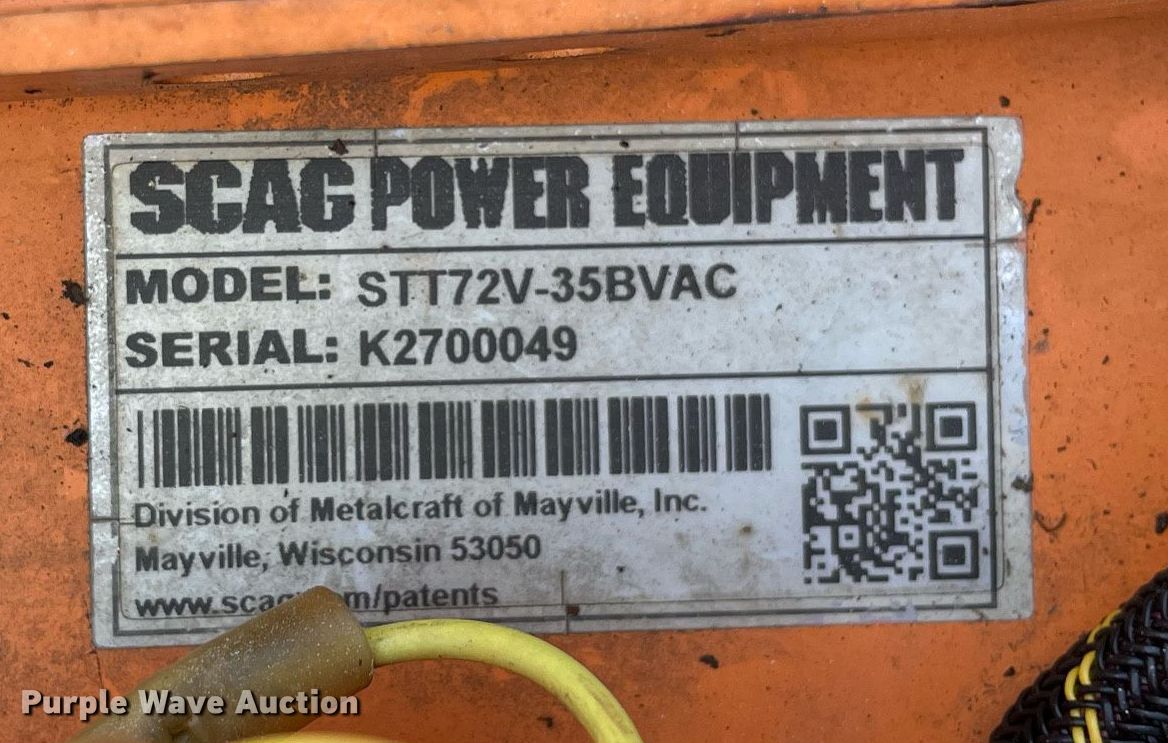 SCAG POWER EQUIPMENT
MODEL: STT72V-35BVAC
SERIAL: K2700049
Division of Metalcraft of Mayville, Inc.
Mayville, Wisconsin 53050
m/patents
Purple Wave Auction